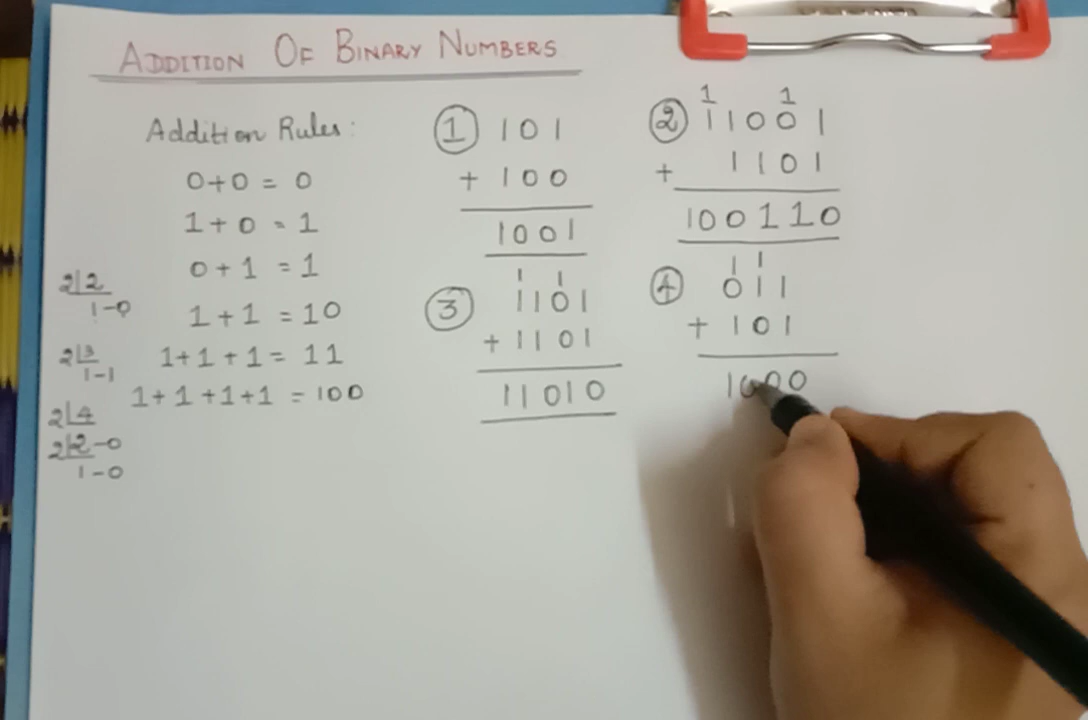 ADDITION OF BINARY NUMBERS
Addition Rules:
0+0 = 0
1+0 = 1
0+1 = 1
1+1 = 10
1+1+1 = 11
1+1+1+1 = 100
2|2
1-0
2|3
1-1
2|4
2|2-0
1-0
① 101
+ 100
1001
1 1
③ 1101
+ 1101
11010
1 1
② 11001
+ 1101
100110
1 1
④ 011
+ 101
1000